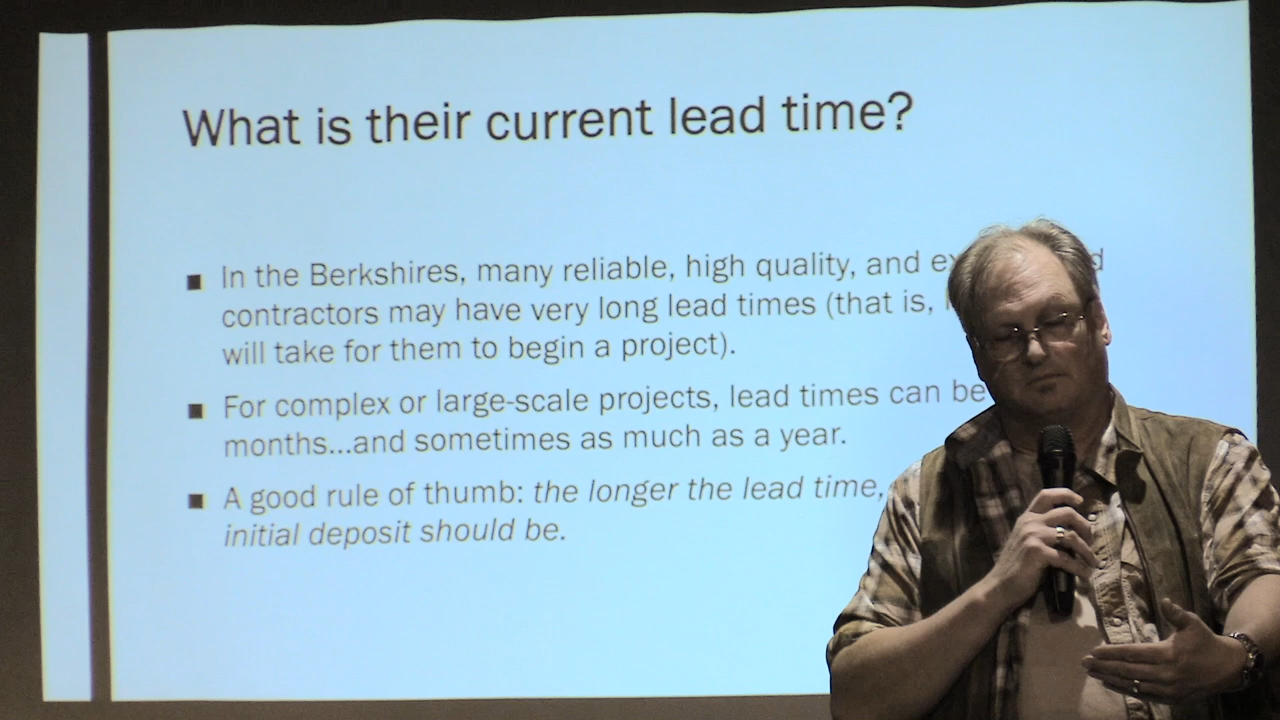 What is their current lead time?
■ In the Berkshires, many reliable, high quality, and
contractors may have very long lead times (that is,
will take for them to begin a project).
■ For complex or large-scale projects, lead times can be
months...and sometimes as much as a year.
■ A good rule of thumb: the longer the lead time,
initial deposit should be.